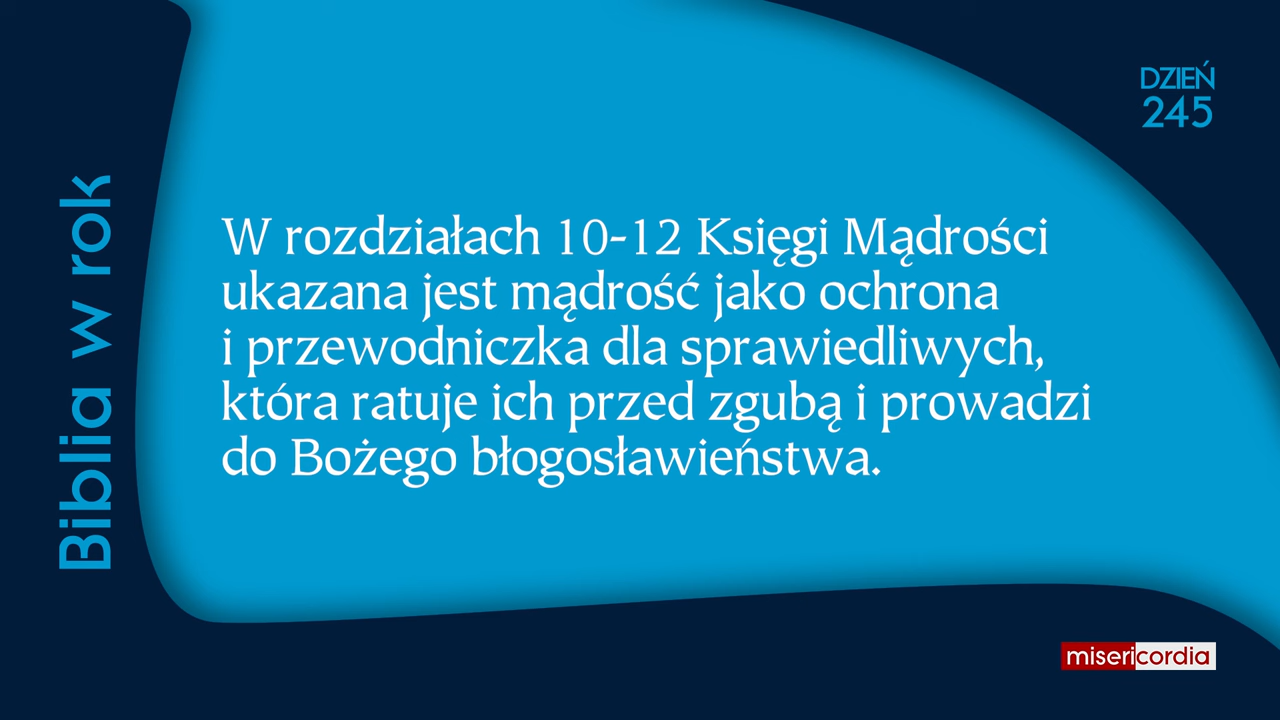 Biblia w rok
DZIEŃ
245
W rozdziałach 10-12 Księgi Mądrości
ukazana jest mądrość jako ochrona
i przewodniczka dla sprawiedliwych,
która ratuje ich przed zgubą i prowadzi
do Bożego błogosławieństwa.
misericordia